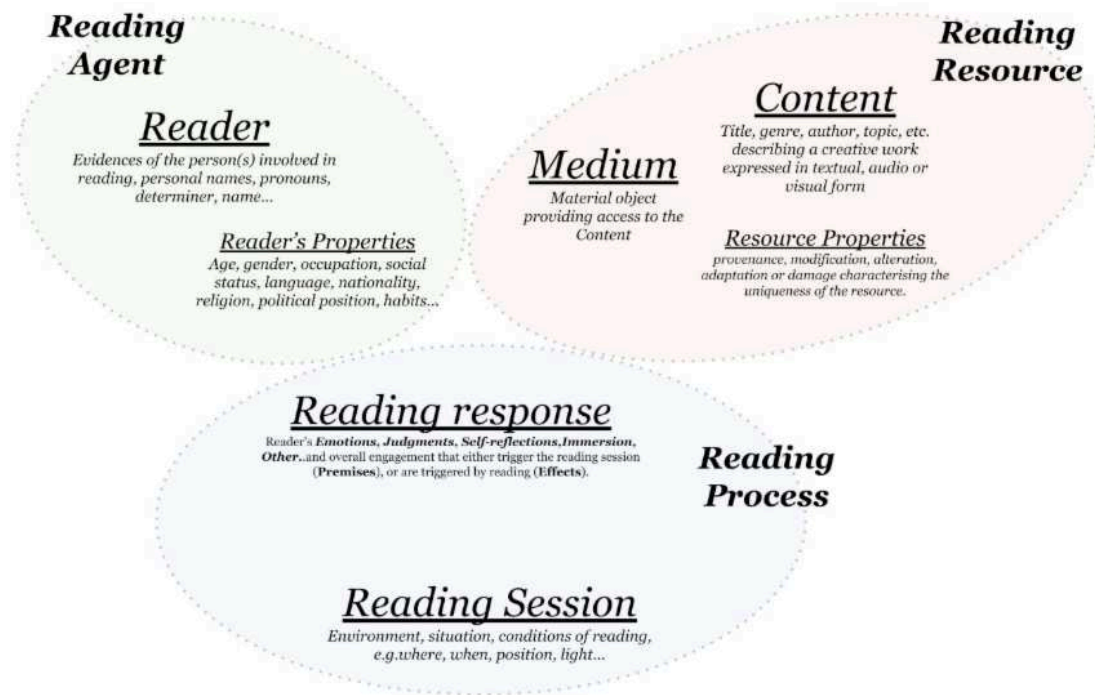 Reading
Agent
Reader
Evidences of the person(s) involved in
reading, personal names, pronouns,
determiner, name...
Reader's Properties
Age, gender, occupation, social
status, language, nationality,
religion, political position, habits...
Reading
Resource
Content
Title, genre, author, topic, etc.
describing a creative work
expressed in textual, audio or
visual form
Medium
Material object
providing access to the
Content
Resource Properties
provenance, modification, alteration,
adaptation or damage characterising the
uniqueness of the resource.
Reading response
Reader's Emotions, Judgments, Self-reflections,Immersion,
Other..and overall engagement that either trigger the reading session
(Premises), or are triggered by reading (Effects).
Reading
Process
Reading Session
Environment, situation, conditions of reading,
e.g.where, when, position, light...